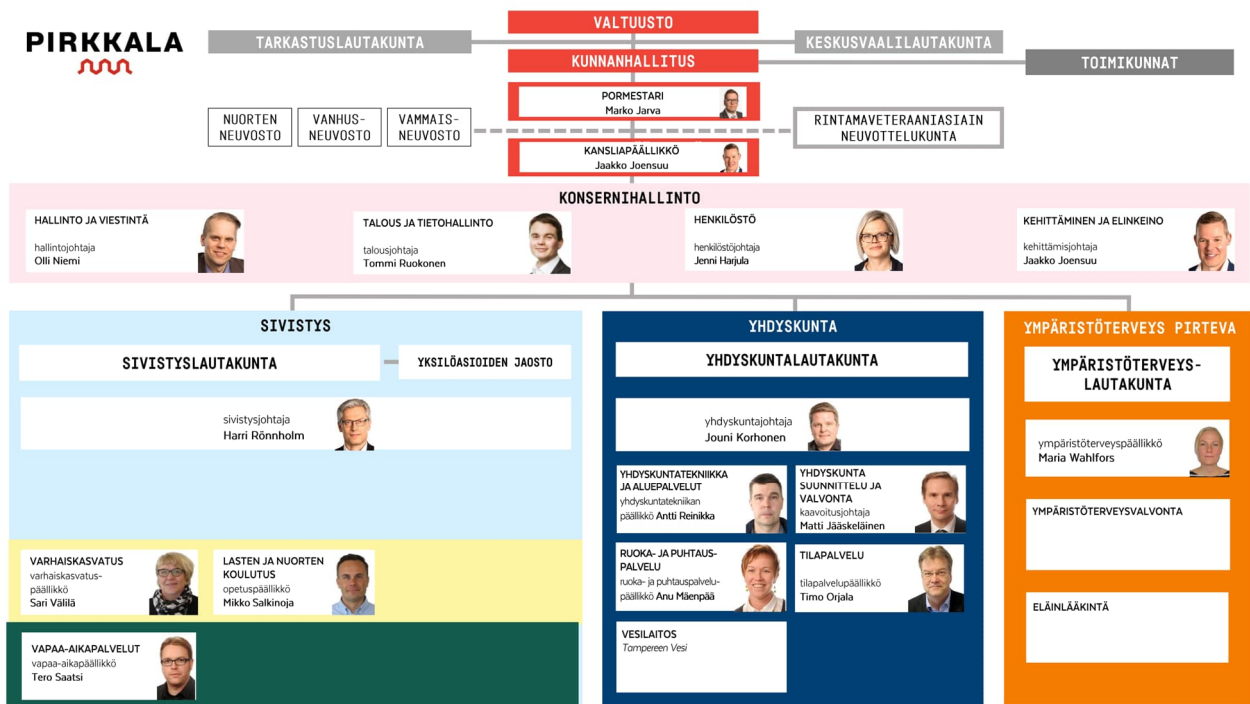 PIRKKALA
VALTUUSTO
TARKASTUSLAUTAKUNTA
KESKUSVAALILAUTAKUNTA
KUNNANHALLITUS
TOIMIKUNNAT
PORMESTARI
Marko Jarva
NUORTEN
NEUVOSTO
VANHUS-
NEUVOSTO
VAMMAIS-
NEUVOSTO
RINTAMAVETERAANIASIAIN
NEUVOTTELUKUNTA
KANSLIAPÄÄLLIKKÖ
Jaakko Joensuu
KONSERNIHALLINTO
HALLINTO JA VIESTINTÄ
hallintojohtaja
Olli Niemi
TALOUS JA TIETOHALLINTO
talousjohtaja
Tommi Ruokonen
HENKILÖSTÖ
henkilöstöjohtaja
Jenni Harjula
KEHITTÄMINEN JA ELINKEINO
kehittämisjohtaja
Jaakko Joensuu
SIVISTYS
SIVISTYSLAUTAKUNTA
YKSILÖASIOIDEN JAOSTO
sivistysjohtaja
Harri Rönnholm
VARHAISKASVATUS
varhaiskasvatus-
päällikkö
Sari Välilä
LASTEN JA NUORTEN
KOULUTUS
opetuspäällikkö
Mikko Salkinoja
VAPAA-AIKAPALVELUT
vapaa-aikapäällikkö
Tero Saatsi
YHDYSKUNTA
YHDYSKUNTALAUTAKUNTA
yhdyskuntajohtaja
Jouni Korhonen
YHDYSKUNTATEKNIIKKA
JA ALUEPALVELUT
yhdyskuntatekniikan
päällikkö Antti Reinikka
YHDYSKUNTA
SUUNNITTELU JA
VALVONTA
kaavoitusjohtaja
Matti Jääskeläinen
RUOKA- JA PUHTAUS-
PALVELU
ruoka- ja puhtauspalvelu-
päällikkö Anu Mäenpää
TILAPALVELU
tilapalvelupäällikkö
Timo Orjala
VESILAITOS
Tampereen Vesi
YMPÄRISTÖTERVEYS PIRTEVA
YMPÄRISTÖTERVEYS-
LAUTAKUNTA
ympäristöterveyspäällikkö
Maria Wahlfors
YMPÄRISTÖTERVEYSVALVONTA
ELÄINLÄÄKINTÄ